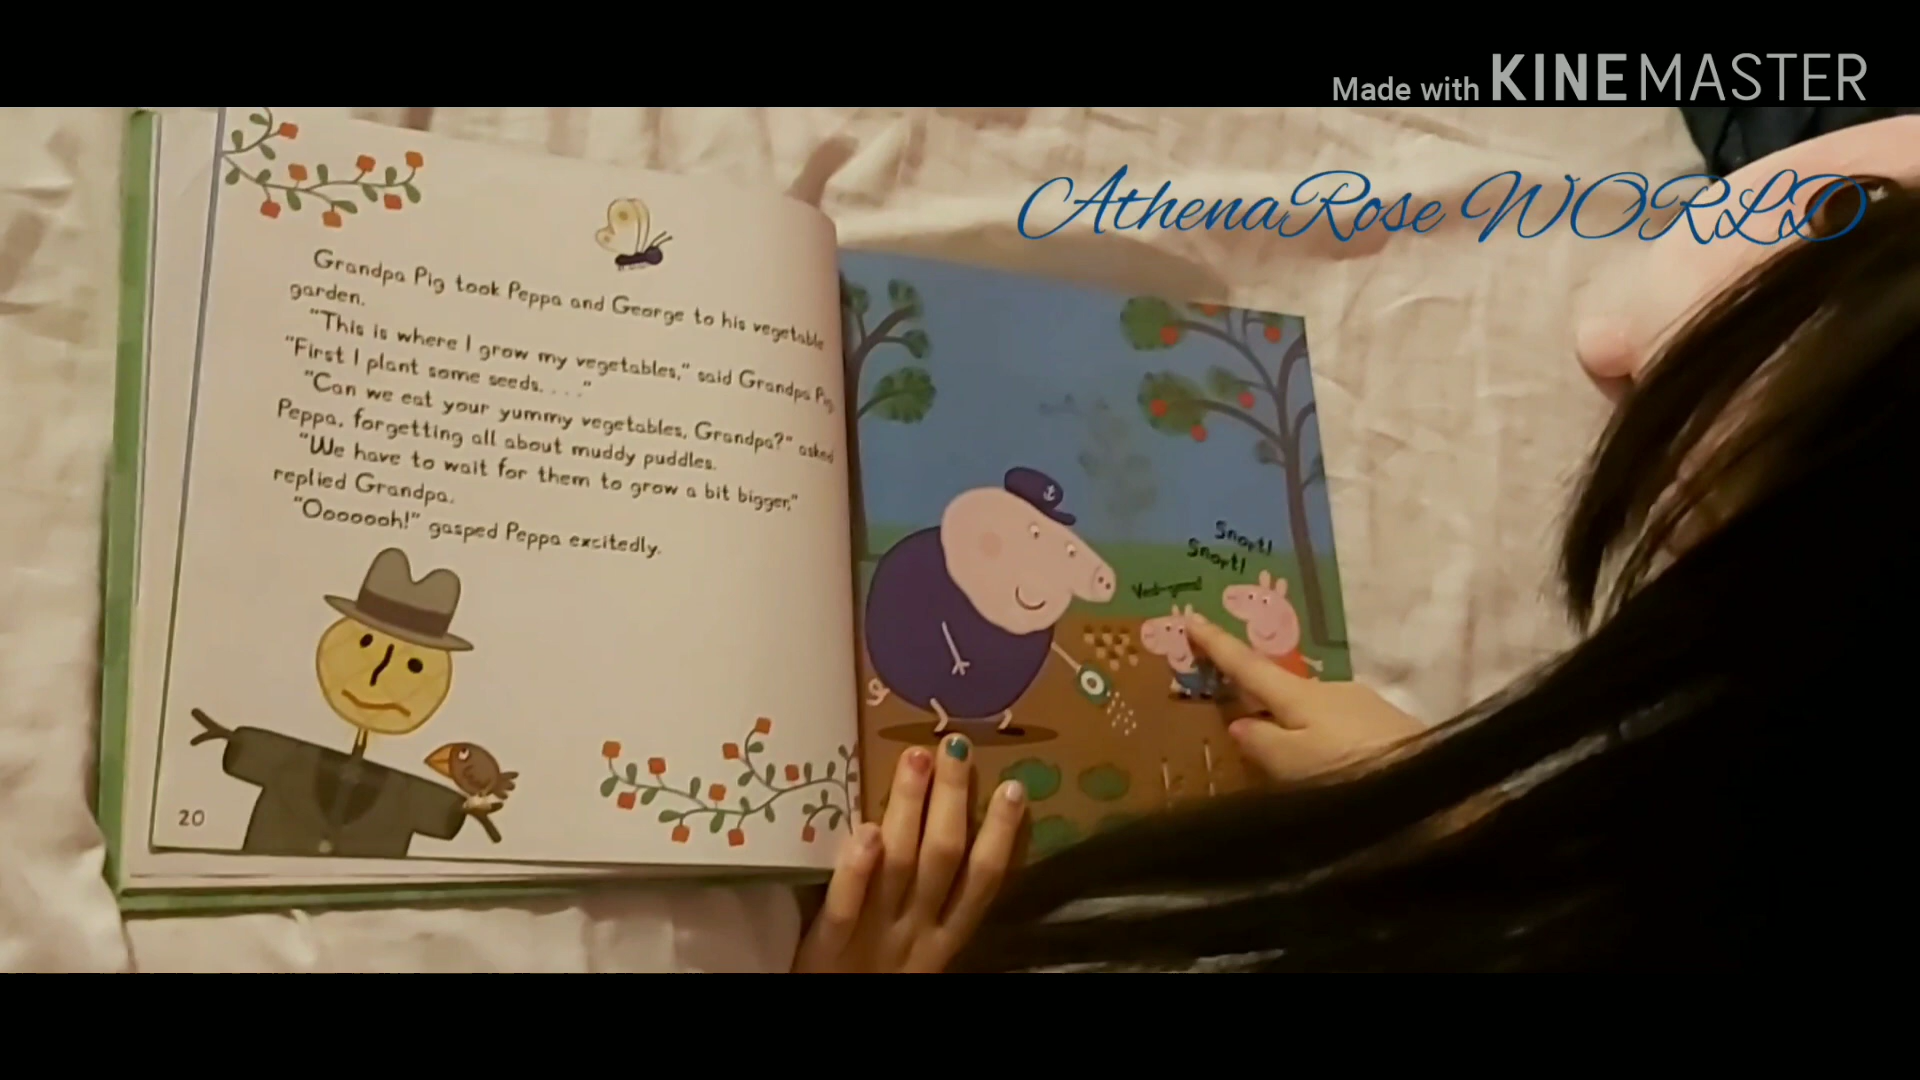 Made with KINEMASTER
AthenaRose WORLD
Grandpa Pig took Peppa and George to his vegetable
garden.
"This is where I grow my vegetables," said Grandpa Pig.
"First I plant some seeds. . . ."
"Can we eat your yummy vegetables, Grandpa?" asked
Peppa, forgetting all about muddy puddles.
"We have to wait for them to grow a bit bigger,"
replied Grandpa.
"Ooooooh!" gasped Peppa excitedly.
20
Snort!
Snort!